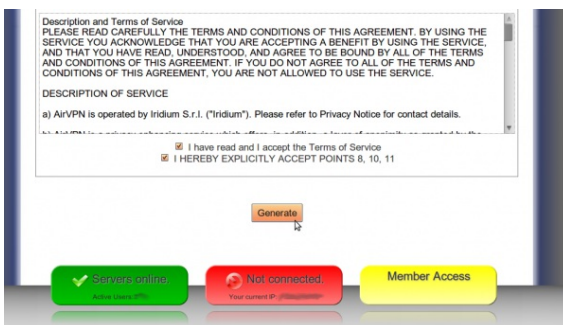 Description and Terms of Service
PLEASE READ CAREFULLY THE TERMS AND CONDITIONS OF THIS AGREEMENT. BY USING THE
SERVICE YOU ACKNOWLEDGE THAT YOU ARE ACCEPTING A BENEFIT BY USING THE SERVICE,
AND THAT YOU HAVE READ, UNDERSTOOD, AND AGREE TO BE BOUND BY ALL OF THE TERMS
AND CONDITIONS OF THIS AGREEMENT. IF YOU DO NOT AGREE TO ALL OF THE TERMS AND
CONDITIONS OF THIS AGREEMENT, YOU ARE NOT ALLOWED TO USE THE SERVICE.
DESCRIPTION OF SERVICE
a) AirVPN is operated by Iridium S.r.l. ("Iridium"). Please refer to Privacy Notice for contact details.
I have read and I accept the Terms of Service
I HEREBY EXPLICITLY ACCEPT POINTS 8, 10, 11
Generate
Servers online.
Active Users:
Not connected.
Your current IP:
Member Access